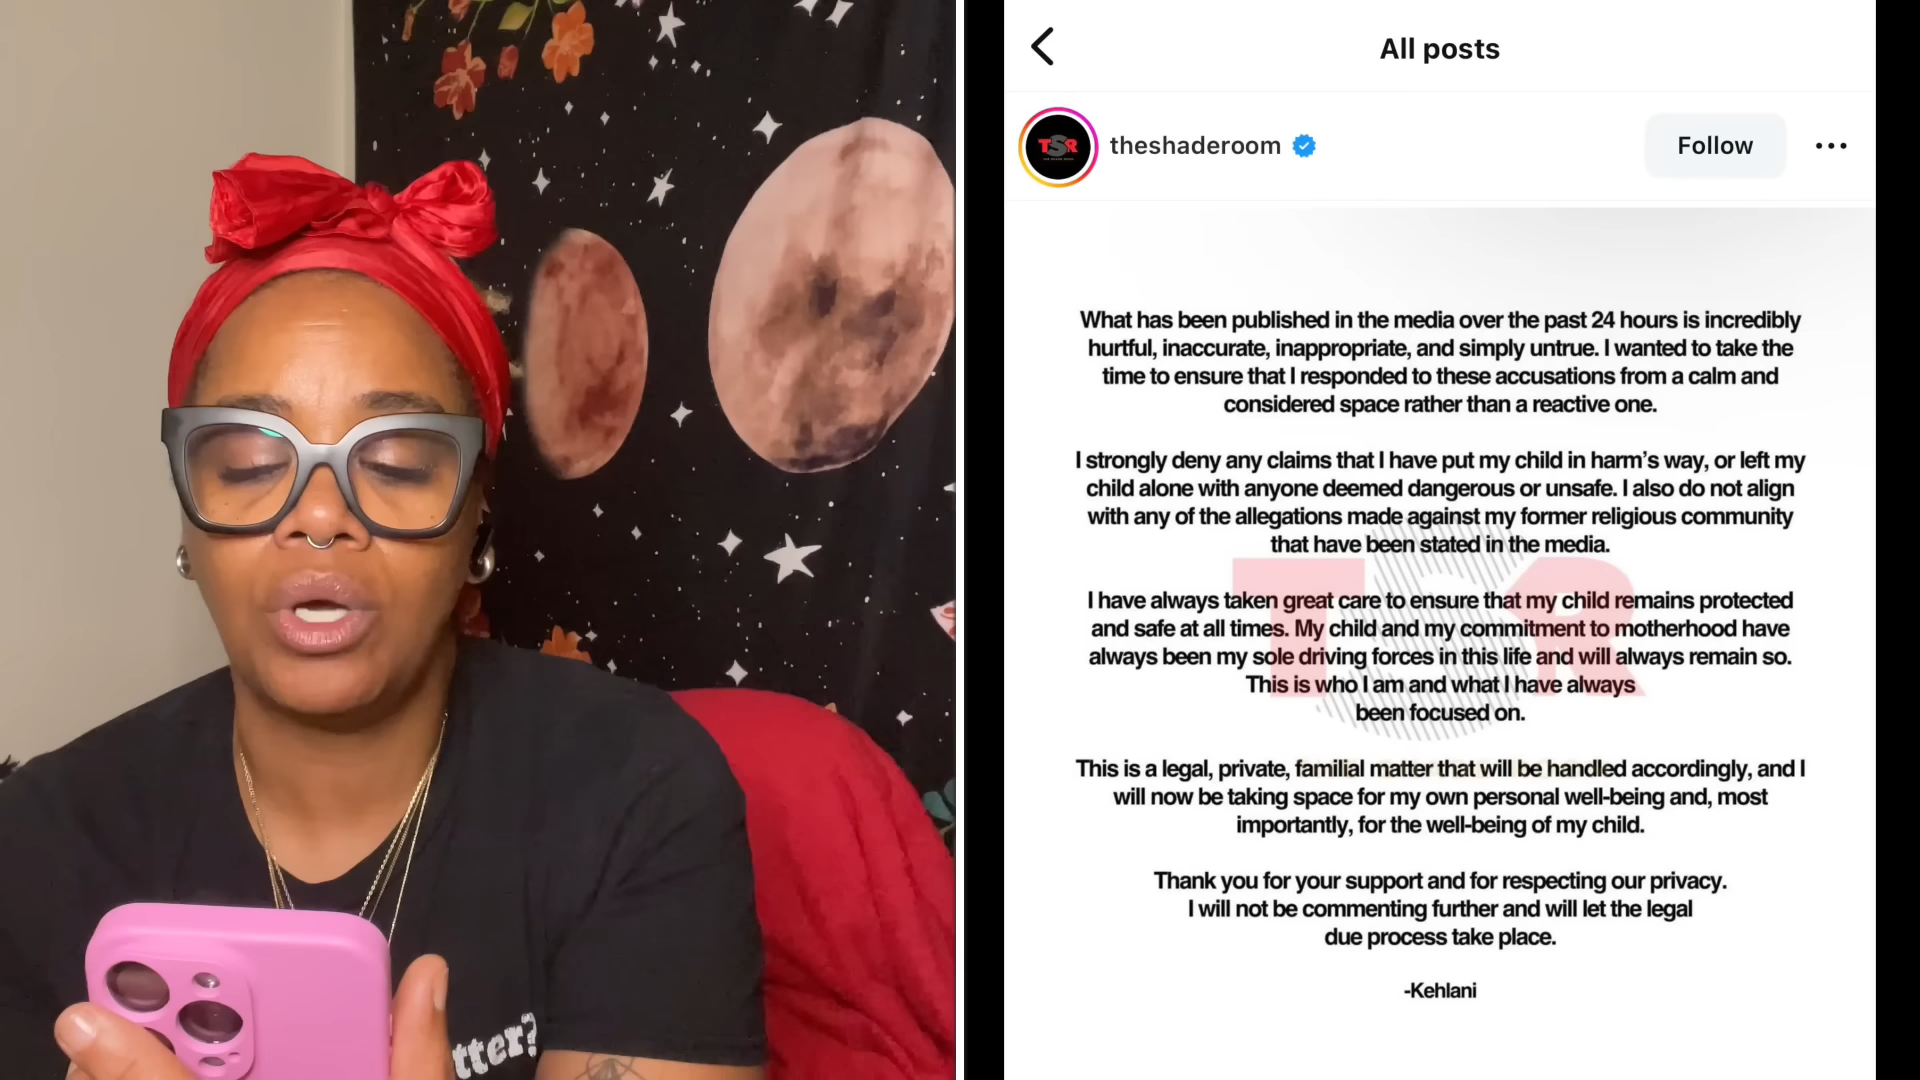 All posts
TSR
theshaderoom
Follow
What has been published in the media over the past 24 hours is incredibly
hurtful, inaccurate, inappropriate, and simply untrue. I wanted to take the
time to ensure that I responded to these accusations from a calm and
considered space rather than a reactive one.
I strongly deny any claims that I have put my child in harm’s way, or left my
child alone with anyone deemed dangerous or unsafe. I also do not align
with any of the allegations made against my former religious community
that have been stated in the media.
I have always taken great care to ensure that my child remains protected
and safe at all times. My child and my commitment to motherhood have
always been my sole driving forces in this life and will always remain so.
This is who I am and what I have always
been focused on.
TSR
This is a legal, private, familial matter that will be handled accordingly, and I
will now be taking space for my own personal well-being and, most
importantly, for the well-being of my child.
Thank you for your support and for respecting our privacy.
I will not be commenting further and will let the legal
due process take place.
-Kehlani
tter?